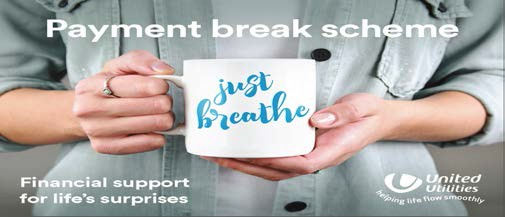 Payment break scheme
just
breathe
Financial support
for life's surprises
United
Utilities
helping life flow smoothly